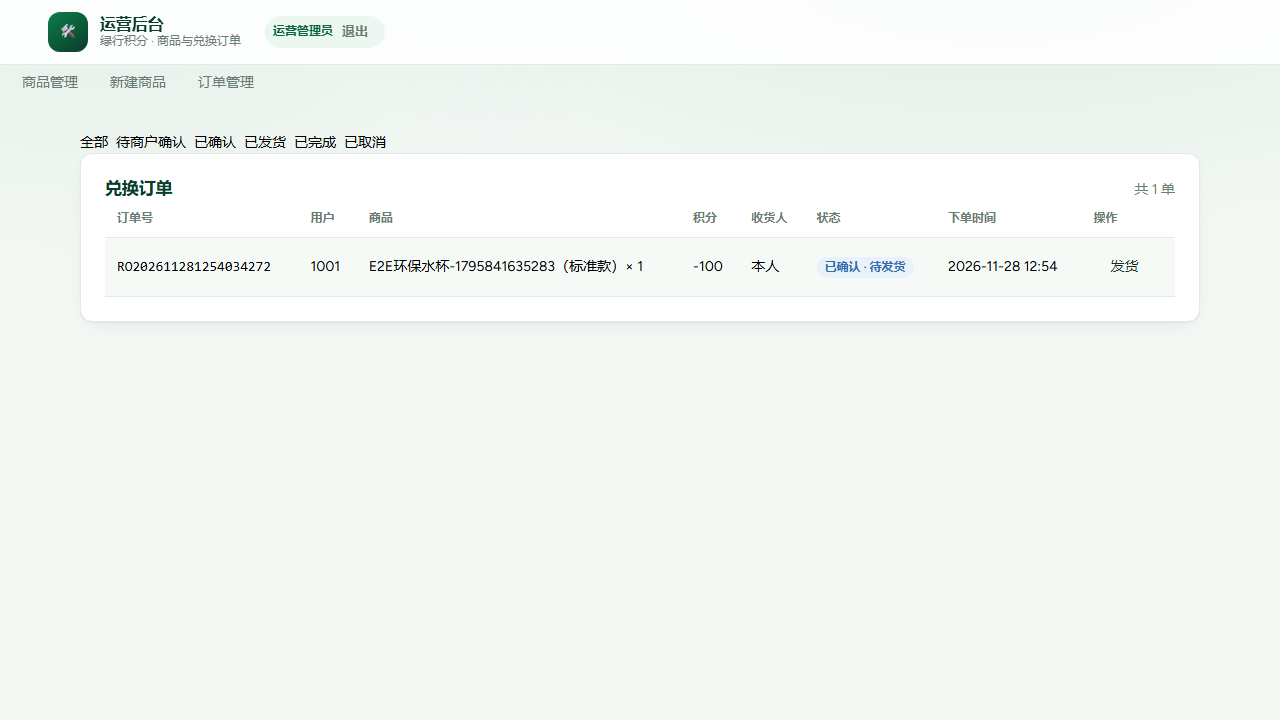 运营后台
绿行积分 · 商品与兑换订单
运营管理员 退出
商品管理 新建商品 订单管理
全部 待商户确认 已确认 已发货 已完成 已取消
兑换订单 共 1 单
订单号 用户 商品 积分 收货人 状态 下单时间 操作
RO202611281254034272 1001 E2E环保水杯-1795841635283（标准款）× 1 -100 本人 已确认 · 待发货 2026-11-28 12:54 发货